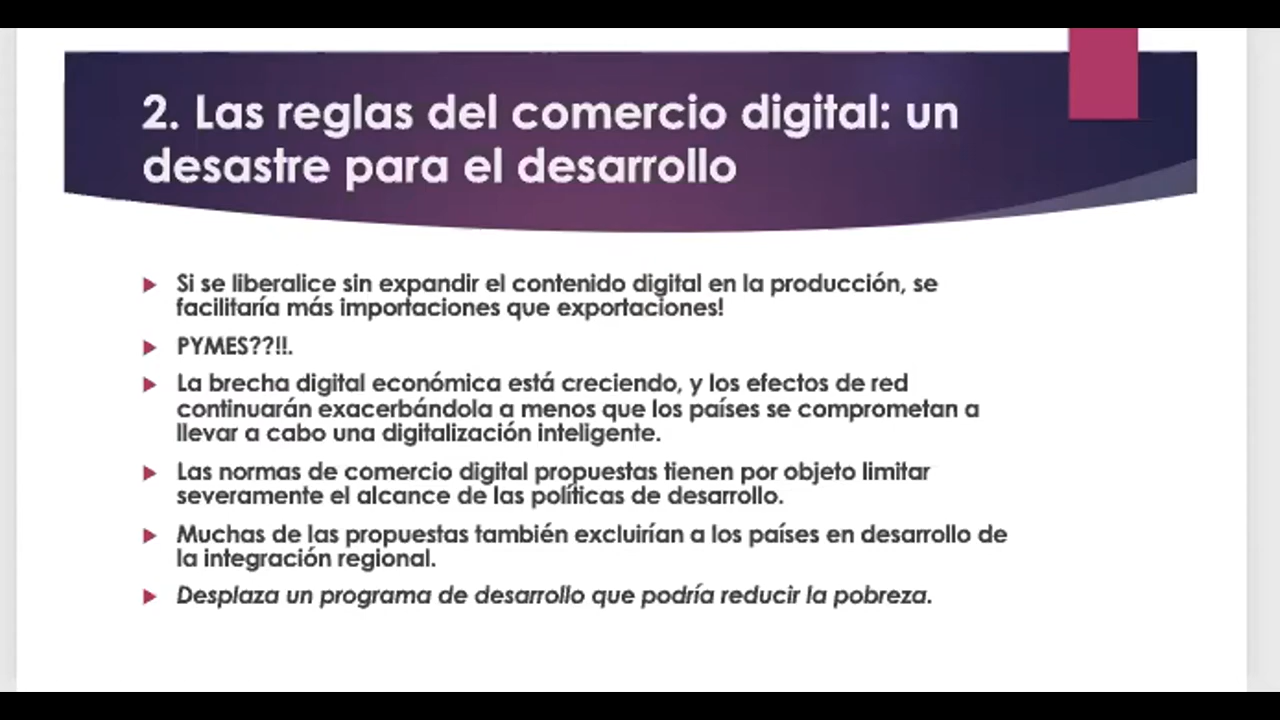 2. Las reglas del comercio digital: un
desastre para el desarrollo
Si se liberalice sin expandir el contenido digital en la producción, se
facilitaría más importaciones que exportaciones!
PYMES??!!.
La brecha digital económica está creciendo, y los efectos de red
continuarán exacerbándola a menos que los países se comprometan a
llevar a cabo una digitalización inteligente.
Las normas de comercio digital propuestas tienen por objeto limitar
severamente el alcance de las políticas de desarrollo.
Muchas de las propuestas también excluirían a los países en desarrollo de
la integración regional.
Desplaza un programa de desarrollo que podría reducir la pobreza.